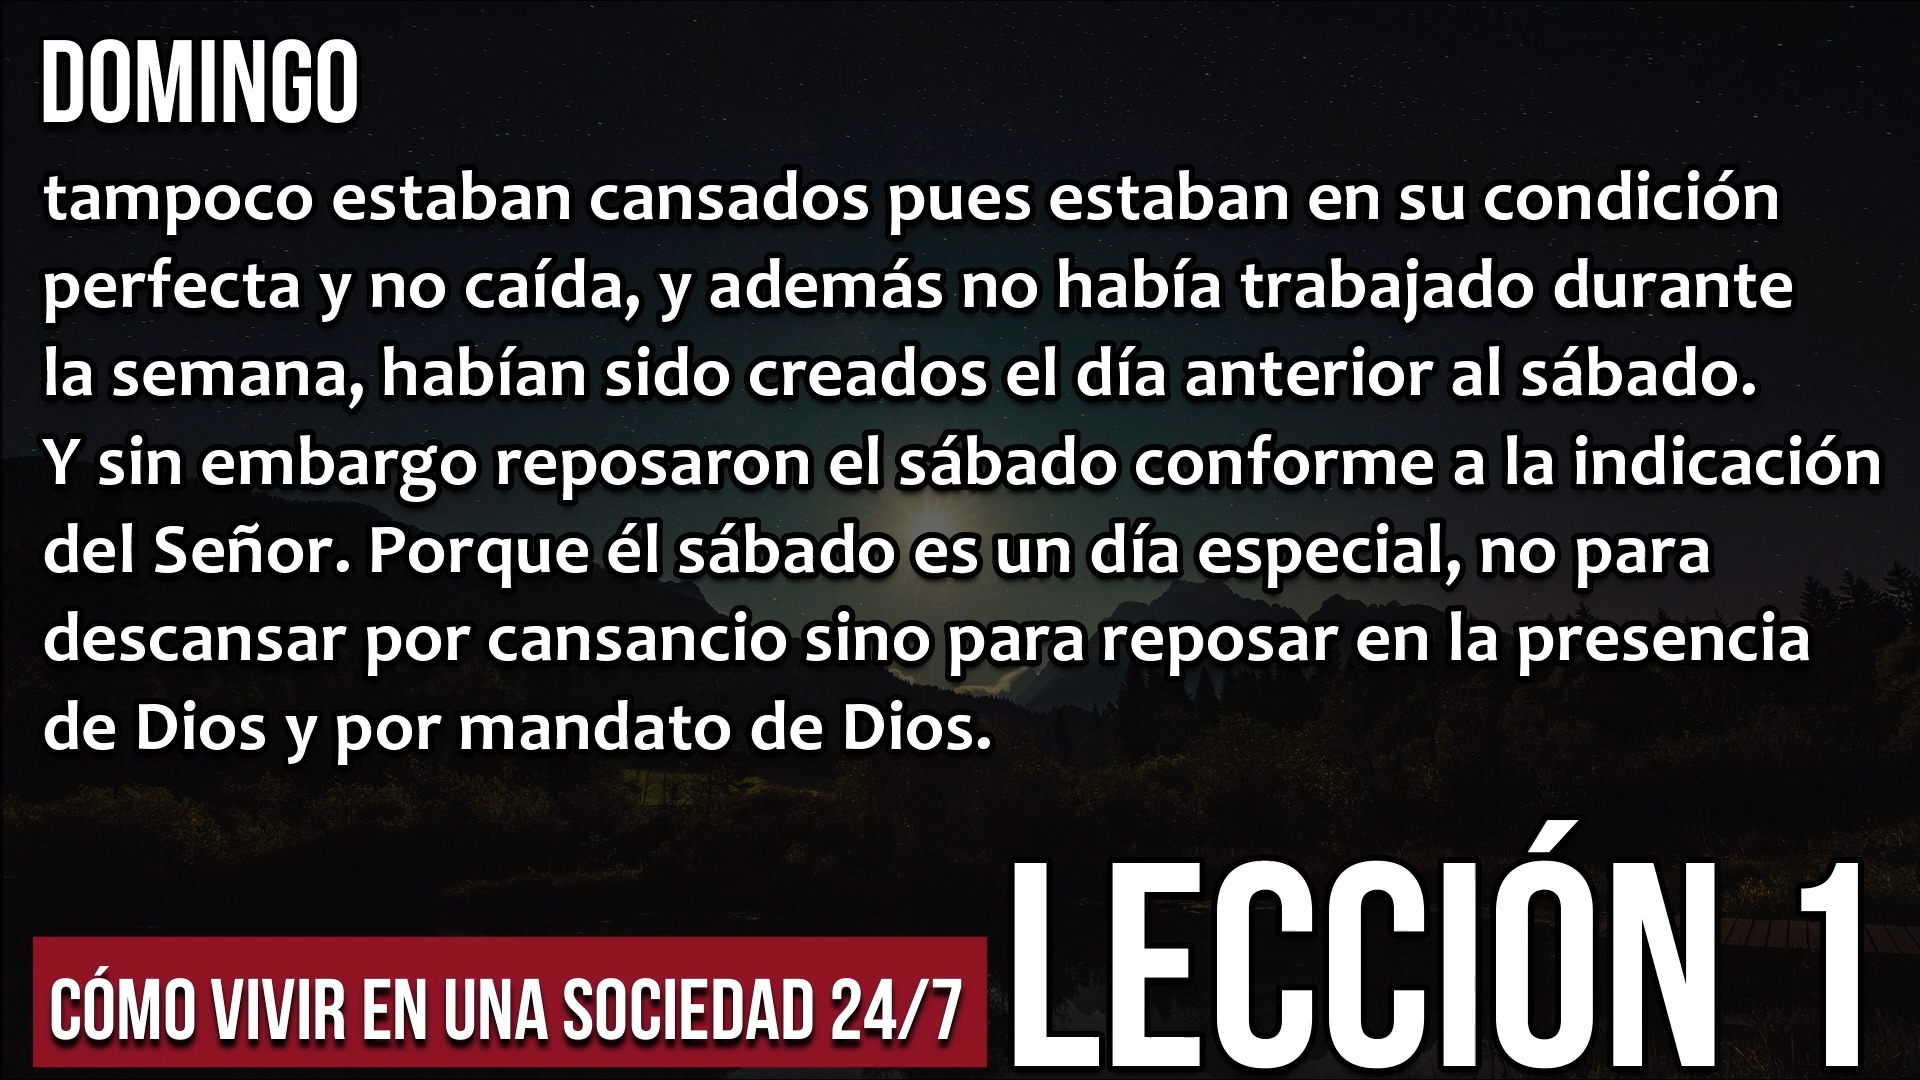 DOMINGO
tampoco estaban cansados pues estaban en su condición
perfecta y no caída, y además no había trabajado durante
la semana, habían sido creados el día anterior al sábado.
Y sin embargo reposaron el sábado conforme a la indicación
del Señor. Porque él sábado es un día especial, no para
descansar por cansancio sino para reposar en la presencia
de Dios y por mandato de Dios.
CÓMO VIVIR EN UNA SOCIEDAD 24/7
LECCIÓN 1